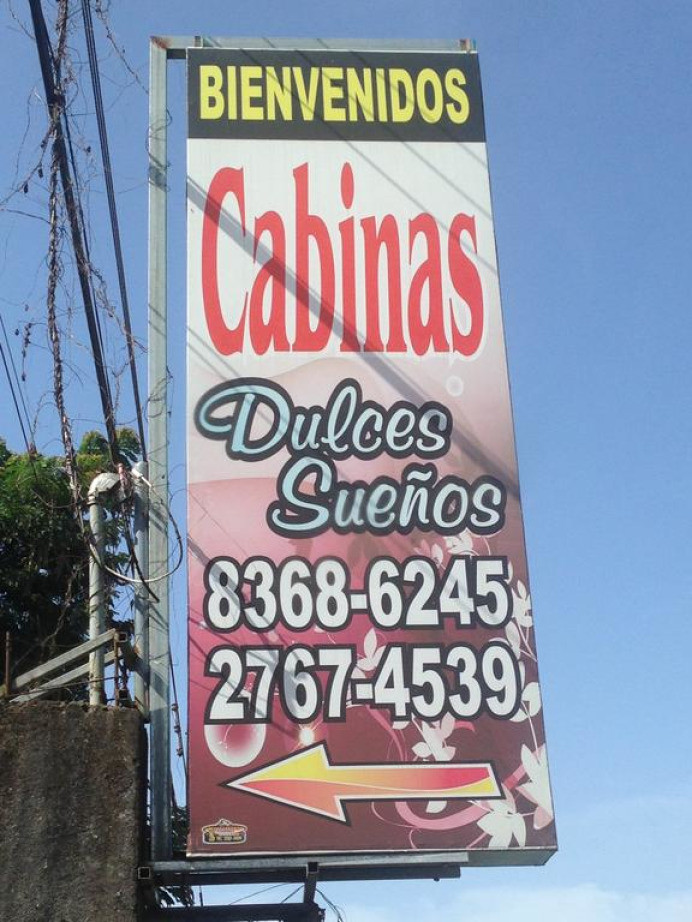 BIENVENIDOS
Cabinas
Dulces
Sueños
8368-6245
2767-4539